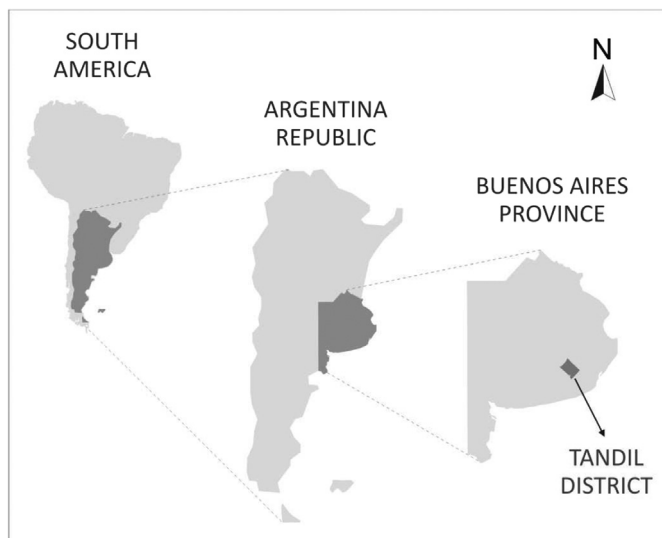 SOUTH
AMERICA
ARGENTINA
REPUBLIC
N
BUENOS AIRES
PROVINCE
TANDIL
DISTRICT